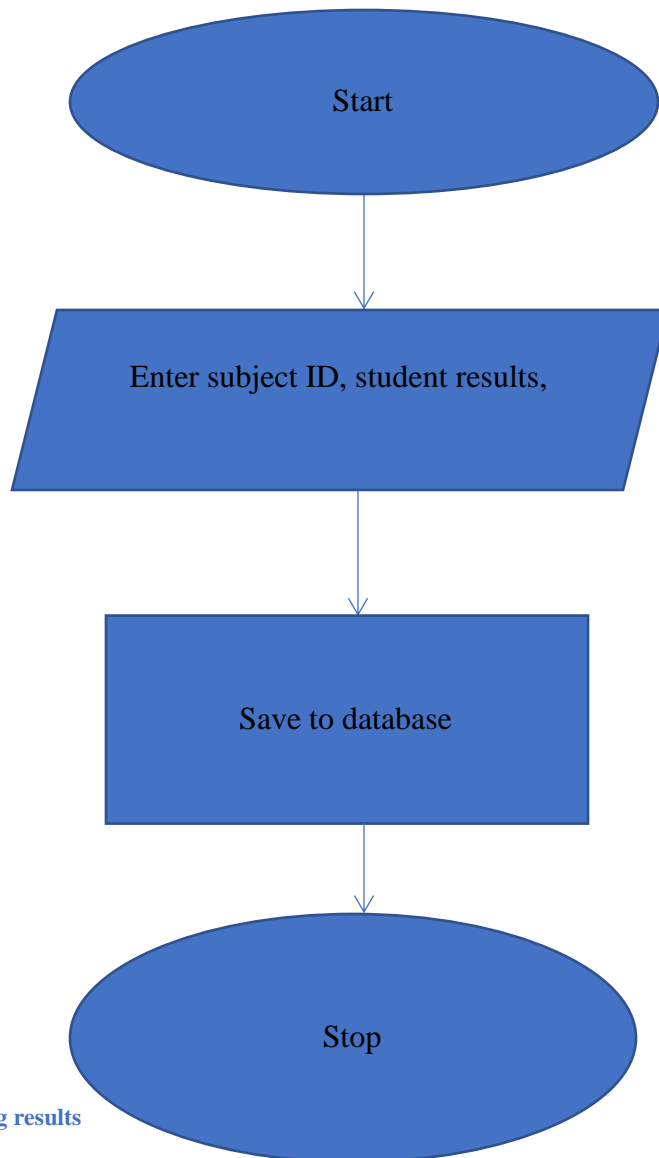 Start
Enter subject ID, student results,
Save to database
Stop
results